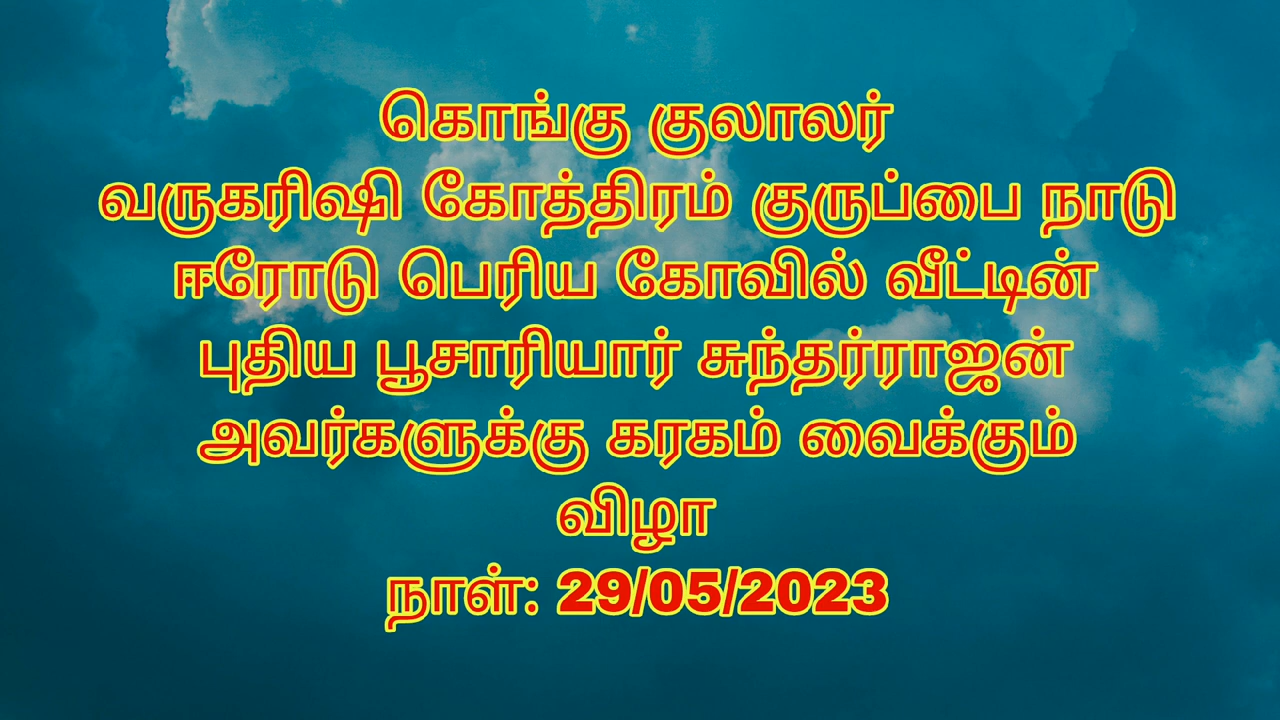 கொங்கு குலாலர்
வருகரிஷி கோத்திரம் குருப்பை நாடு
ஈரோடு பெரிய கோவில் வீட்டின்
புதிய பூசாரியார் சுந்தர்ராஜன்
அவர்களுக்கு கரகம் வைக்கும்
விழா
நாள்: 29/05/2023